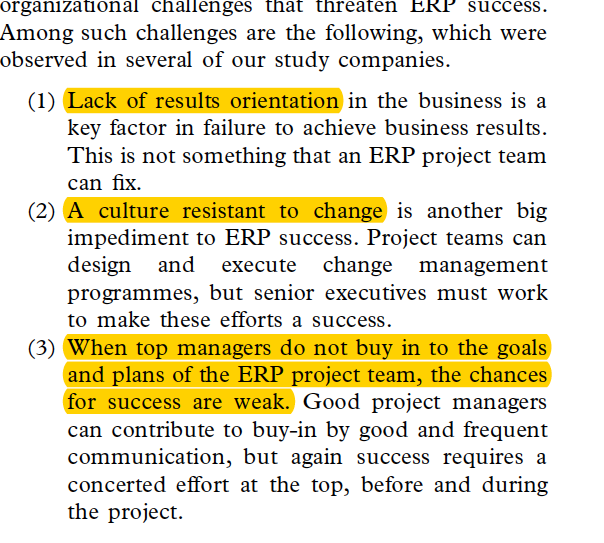 organizational challenges that threaten ERP success.
Among such challenges are the following, which were
observed in several of our study companies.
(1) Lack of results orientation in the business is a
key factor in failure to achieve business results.
This is not something that an ERP project team
can fix.
(2) A culture resistant to change is another big
impediment to ERP success. Project teams can
design and execute change management
programmes, but senior executives must work
to make these efforts a success.
(3) When top managers do not buy in to the goals
and plans of the ERP project team, the chances
for success are weak. Good project managers
can contribute to buy-in by good and frequent
communication, but again success requires a
concerted effort at the top, before and during
the project.